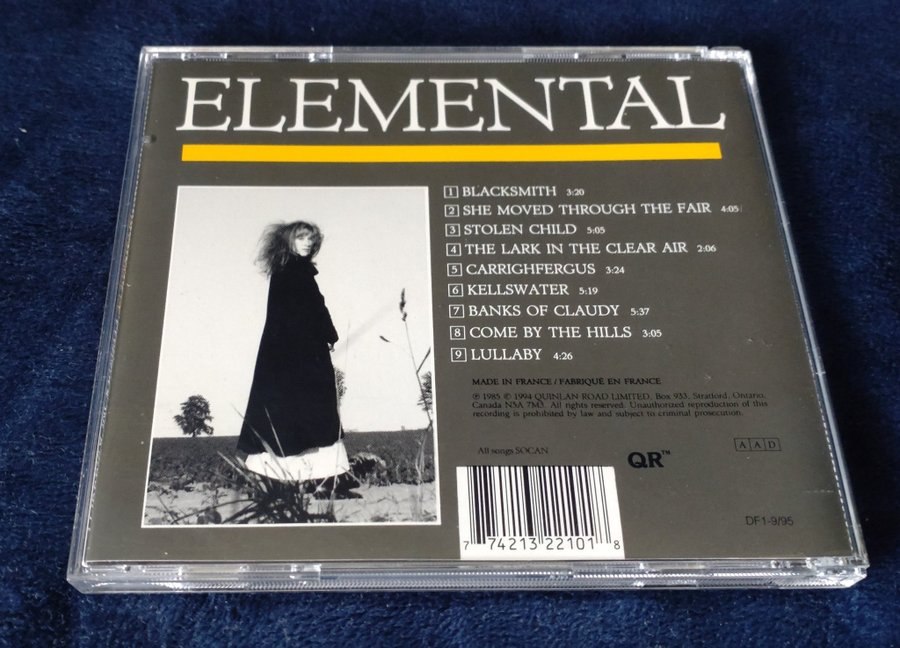 ELEMENTAL
1 BLACKSMITH 3:20
2 SHE MOVED THROUGH THE FAIR 4:05
3 STOLEN CHILD 5:05
4 THE LARK IN THE CLEAR AIR 2:06
5 CARRIGHFERGUS 3:24
6 KELLSWATER 5:19
7 BANKS OF CLAUDY 5:37
8 COME BY THE HILLS 3:05
9 LULLABY 4:26
MADE IN FRANCE / FABRIQUÉ EN FRANCE
℗ 1985 © 1994 QUINLAN ROAD LIMITED, Box 933, Stratford, Ontario,
Canada N5A 7M3. All rights reserved. Unauthorized reproduction of this
recording is prohibited by law and subject to criminal prosecution.
All songs SOCAN
QR™
AAD
7 74213 22101 8
DF1-9/95